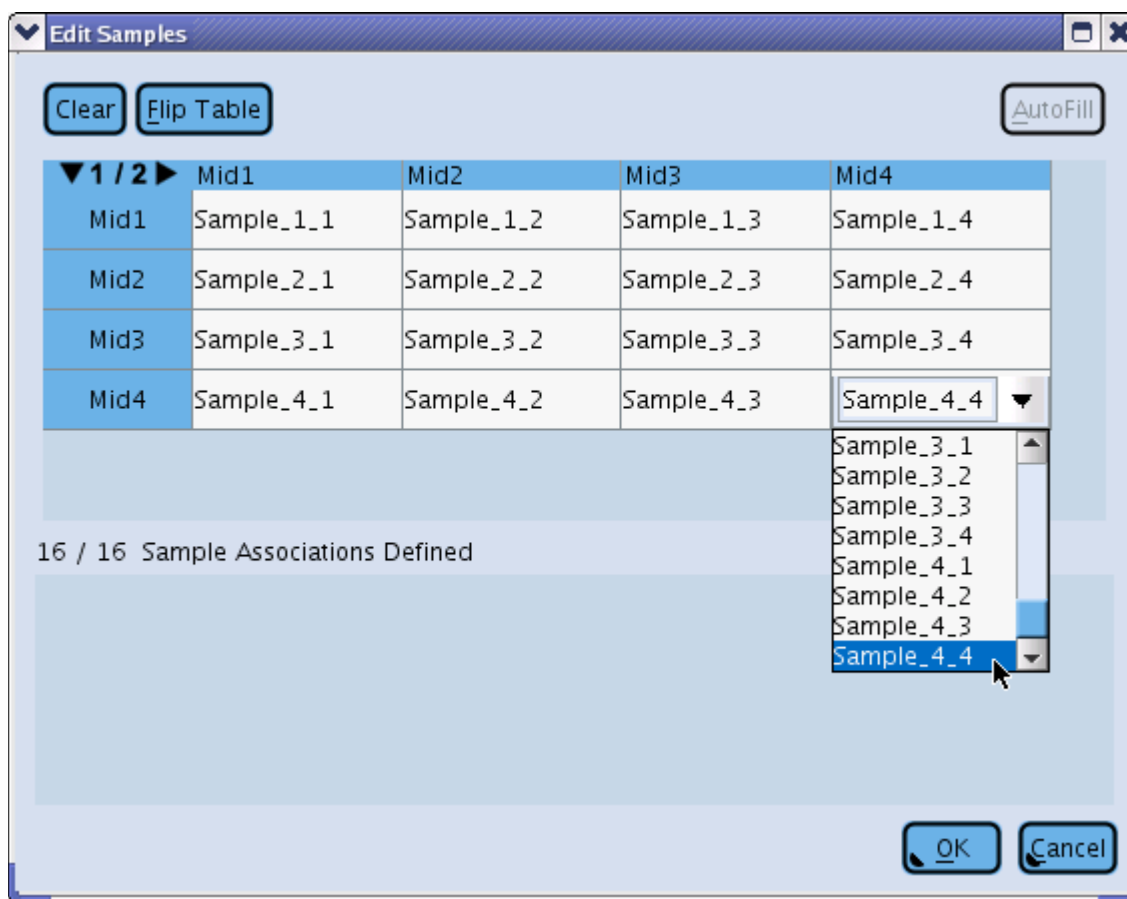 Edit Samples
Clear Flip Table AutoFill
▼1 / 2▶ Mid1 Mid2 Mid3 Mid4
Mid1 Sample_1_1 Sample_1_2 Sample_1_3 Sample_1_4
Mid2 Sample_2_1 Sample_2_2 Sample_2_3 Sample_2_4
Mid3 Sample_3_1 Sample_3_2 Sample_3_3 Sample_3_4
Mid4 Sample_4_1 Sample_4_2 Sample_4_3 Sample_4_4
Sample_3_1
Sample_3_2
Sample_3_3
Sample_3_4
Sample_4_1
Sample_4_2
Sample_4_3
Sample_4_4
16 / 16 Sample Associations Defined
OK Cancel